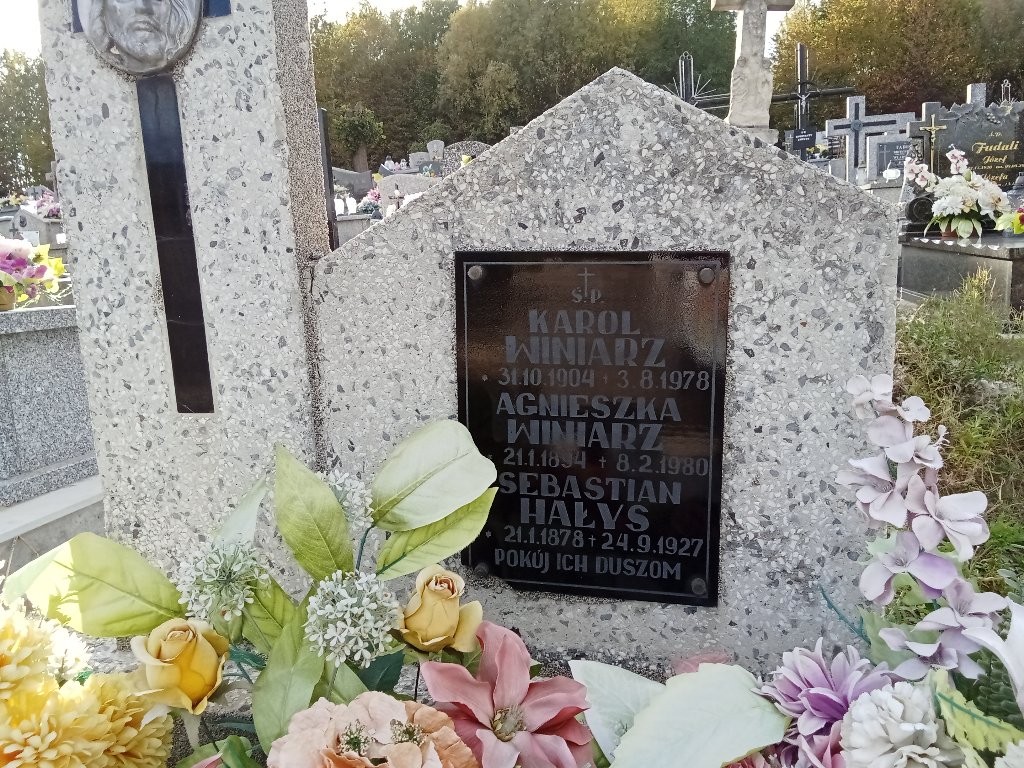 Ś.P.
KAROL
WINIARZ
* 31.10.1904 + 3.8.1978
AGNIESZKA
WINIARZ
* 21.1.1894 + 8.2.1980
SEBASTIAN
HAŁYS
* 21.1.1878 + 24.9.1927
POKÓJ ICH DUSZOM
Ś.P.
Fudali
Józef
Józefa